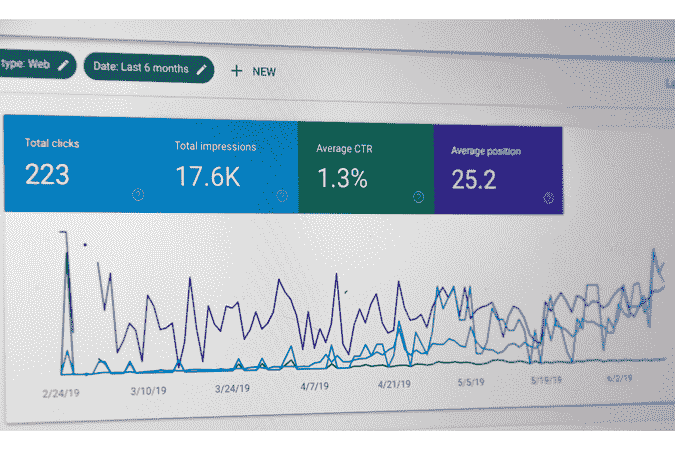 type: Web
Date: Last 6 months
+ NEW
Total clicks
223
Total impressions
17.6K
Average CTR
1.3%
Average position
25.2
2/24/19
3/10/19
3/24/19
4/7/19
4/21/19
5/5/19
5/19/19
6/2/19